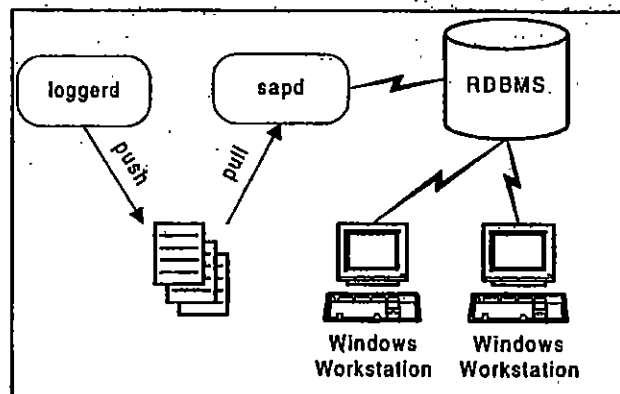 loggerd
sapd
RDBMS
push
pull
Windows
Workstation
Windows
Workstation